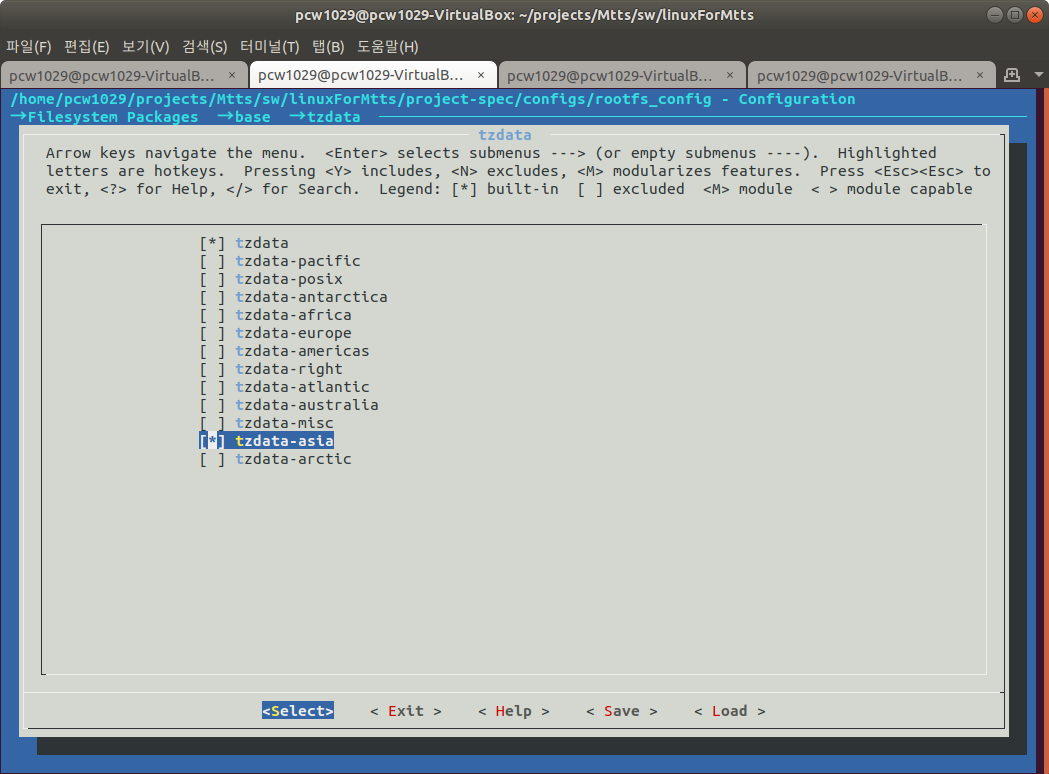 pcw1029@pcw1029-VirtualBox: ~/projects/Mtts/sw/linuxForMtts
파일(F) 편집(E) 보기(V) 검색(S) 터미널(T) 탭(B) 도움말(H)
pcw1029@pcw1029-VirtualB... × pcw1029@pcw1029-VirtualB... × pcw1029@pcw1029-VirtualB... × pcw1029@pcw1029-VirtualB... ×
/home/pcw1029/projects/Mtts/sw/linuxForMtts/project-spec/configs/rootfs_config - Configuration
→Filesystem Packages →base →tzdata
tzdata
Arrow keys navigate the menu. <Enter> selects submenus ---> (or empty submenus ----). Highlighted
letters are hotkeys. Pressing <Y> includes, <N> excludes, <M> modularizes features. Press <Esc><Esc> to
exit, <?> for Help, </> for Search. Legend: [*] built-in [ ] excluded <M> module < > module capable
[*] tzdata
[ ] tzdata-pacific
[ ] tzdata-posix
[ ] tzdata-antarctica
[ ] tzdata-africa
[ ] tzdata-europe
[ ] tzdata-americas
[ ] tzdata-right
[ ] tzdata-atlantic
[ ] tzdata-australia
[ ] tzdata-misc
[*] tzdata-asia
[ ] tzdata-arctic
<Select> < Exit > < Help > < Save > < Load >